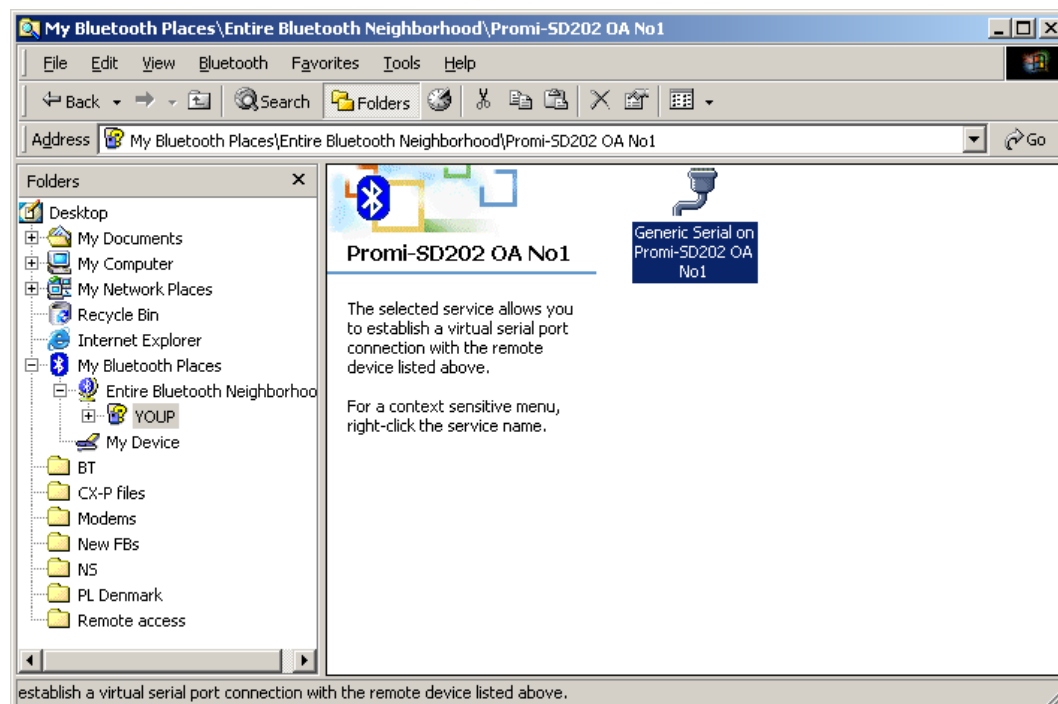 My Bluetooth Places\Entire Bluetooth Neighborhood\Promi-SD202 OA No1
File Edit View Bluetooth Favorites Tools Help
Back Search Folders
Address My Bluetooth Places\Entire Bluetooth Neighborhood\Promi-SD202 OA No1 Go
Folders
Desktop
My Documents
My Computer
My Network Places
Recycle Bin
Internet Explorer
My Bluetooth Places
Entire Bluetooth Neighborhoo
YOUP
My Device
BT
CX-P files
Modems
New FBs
NS
PL Denmark
Remote access
Promi-SD202 OA No1
The selected service allows you
to establish a virtual serial port
connection with the remote
device listed above.
For a context sensitive menu,
right-click the service name.
Generic Serial on
Promi-SD202 OA
No1
establish a virtual serial port connection with the remote device listed above.